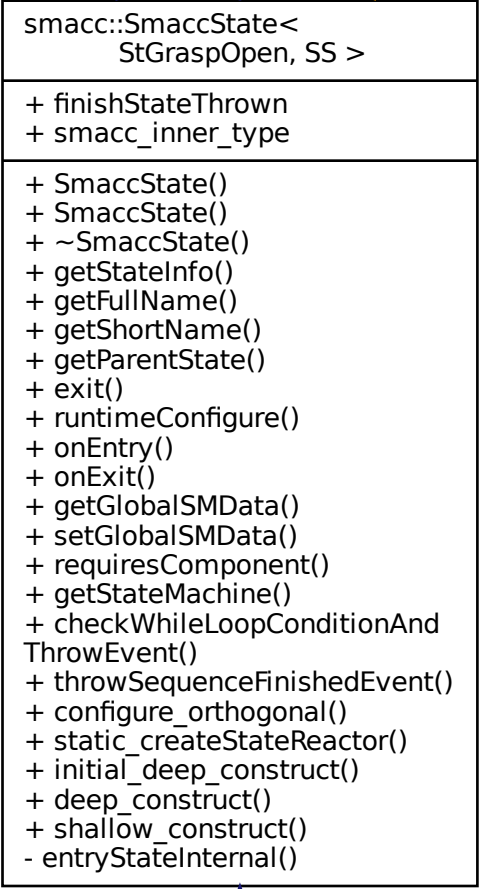 smacc::SmaccState<
StGraspOpen, SS >
+ finishStateThrown
+ smacc_inner_type
+ SmaccState()
+ SmaccState()
+ ~SmaccState()
+ getStateInfo()
+ getFullName()
+ getShortName()
+ getParentState()
+ exit()
+ runtimeConfigure()
+ onEntry()
+ onExit()
+ getGlobalSMData()
+ setGlobalSMData()
+ requiresComponent()
+ getStateMachine()
+ checkWhileLoopConditionAnd
ThrowEvent()
+ throwSequenceFinishedEvent()
+ configure_orthogonal()
+ static_createStateReactor()
+ initial_deep_construct()
+ deep_construct()
+ shallow_construct()
- entryStateInternal()